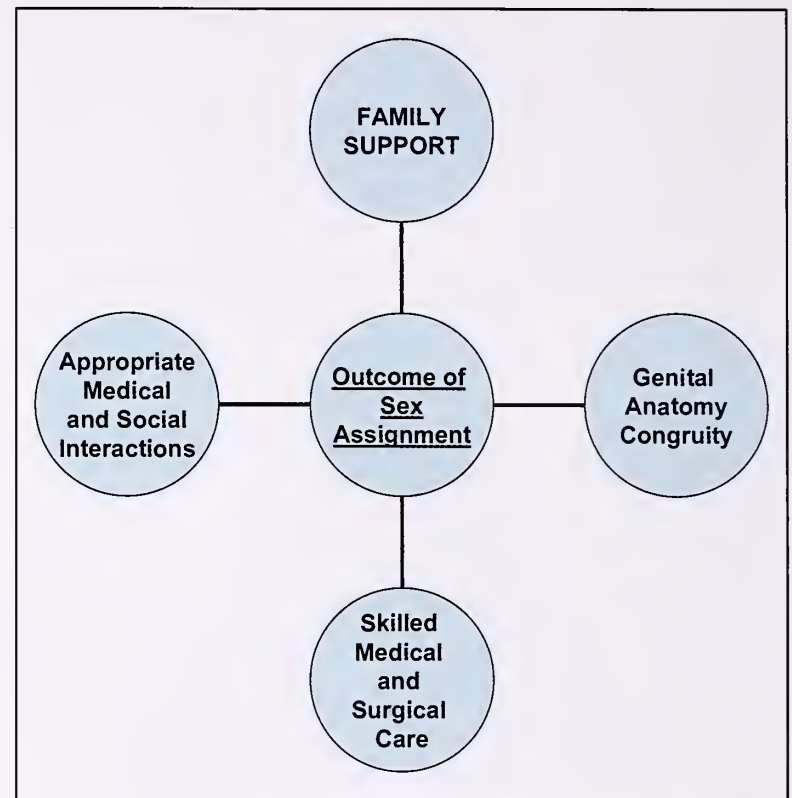 FAMILY
SUPPORT
Appropriate
Medical
and Social
Interactions
Outcome of
Sex
Assignment
Genital
Anatomy
Congruity
Skilled
Medical
and
Surgical
Care